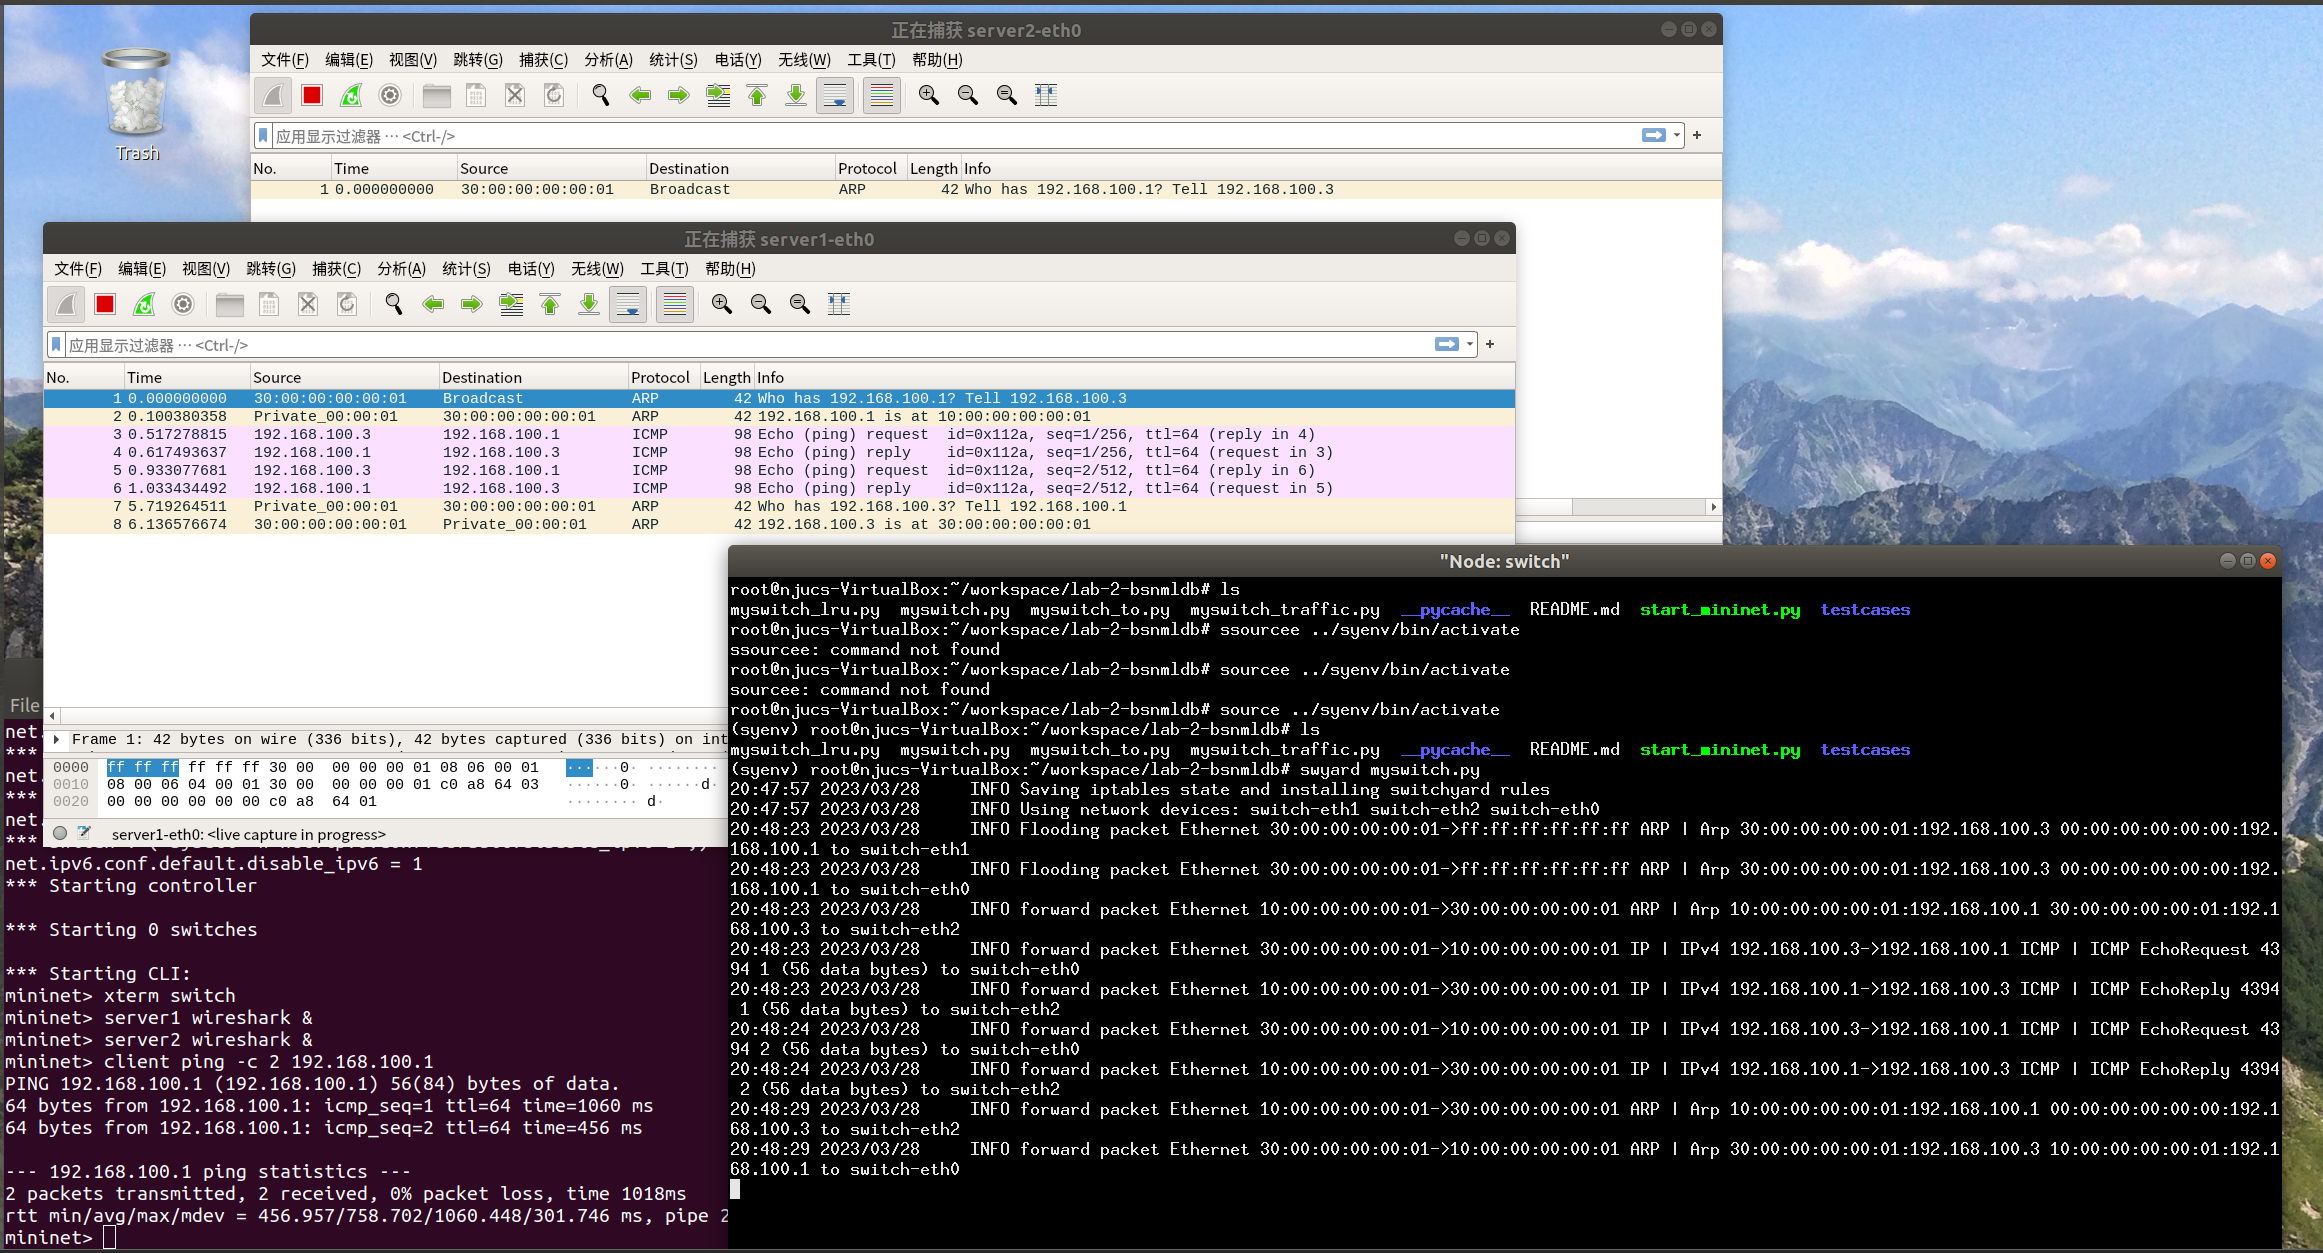 正在捕获 server2-eth0
文件(F) 编辑(E) 视图(V) 跳转(G) 捕获(C) 分析(A) 统计(S) 电话(Y) 无线(W) 工具(T) 帮助(H)
应用显示过滤器 … <Ctrl-/>
No. Time Source Destination Protocol Length Info
1 0.000000000 30:00:00:00:00:01 Broadcast ARP 42 Who has 192.168.100.1? Tell 192.168.100.3
Trash
正在捕获 server1-eth0
文件(F) 编辑(E) 视图(V) 跳转(G) 捕获(C) 分析(A) 统计(S) 电话(Y) 无线(W) 工具(T) 帮助(H)
应用显示过滤器 … <Ctrl-/>
No. Time Source Destination Protocol Length Info
1 0.000000000 30:00:00:00:00:01 Broadcast ARP 42 Who has 192.168.100.1? Tell 192.168.100.3
2 0.100380358 Private_00:00:01 30:00:00:00:00:01 ARP 42 192.168.100.1 is at 10:00:00:00:00:01
3 0.517278815 192.168.100.3 192.168.100.1 ICMP 98 Echo (ping) request id=0x112a, seq=1/256, ttl=64 (reply in 4)
4 0.617493637 192.168.100.1 192.168.100.3 ICMP 98 Echo (ping) reply id=0x112a, seq=1/256, ttl=64 (request in 3)
5 0.933077681 192.168.100.3 192.168.100.1 ICMP 98 Echo (ping) request id=0x112a, seq=2/512, ttl=64 (reply in 6)
6 1.033434492 192.168.100.1 192.168.100.3 ICMP 98 Echo (ping) reply id=0x112a, seq=2/512, ttl=64 (request in 5)
7 5.719264511 Private_00:00:01 30:00:00:00:00:01 ARP 42 Who has 192.168.100.3? Tell 192.168.100.1
8 6.136576674 30:00:00:00:00:01 Private_00:00:01 ARP 42 192.168.100.3 is at 30:00:00:00:00:01
Frame 1: 42 bytes on wire (336 bits), 42 bytes captured (336 bits) on int
0000 ff ff ff ff ff ff 30 00 00 00 00 01 08 06 00 01 ······0· ········
0010 08 00 06 04 00 01 30 00 00 00 00 01 c0 a8 64 03 ······0· ······d·
0020 00 00 00 00 00 00 c0 a8 64 01 ········ d·
server1-eth0: <live capture in progress>
"Node: switch"
root@njucs-VirtualBox:~/workspace/lab-2-bsnmldb# ls
myswitch_lru.py myswitch.py myswitch_to.py myswitch_traffic.py __pycache__ README.md start_mininet.py testcases
root@njucs-VirtualBox:~/workspace/lab-2-bsnmldb# ssourcee ../syenv/bin/activate
ssourcee: command not found
root@njucs-VirtualBox:~/workspace/lab-2-bsnmldb# sourcee ../syenv/bin/activate
sourcee: command not found
root@njucs-VirtualBox:~/workspace/lab-2-bsnmldb# source ../syenv/bin/activate
(syenv) root@njucs-VirtualBox:~/workspace/lab-2-bsnmldb# ls
myswitch_lru.py myswitch.py myswitch_to.py myswitch_traffic.py __pycache__ README.md start_mininet.py testcases
(syenv) root@njucs-VirtualBox:~/workspace/lab-2-bsnmldb# swyard myswitch.py
20:47:57 2023/03/28 INFO Saving iptables state and installing switchyard rules
20:47:57 2023/03/28 INFO Using network devices: switch-eth1 switch-eth2 switch-eth0
20:48:23 2023/03/28 INFO Flooding packet Ethernet 30:00:00:00:00:01->ff:ff:ff:ff:ff:ff ARP | Arp 30:00:00:00:00:01:192.168.100.3 00:00:00:00:00:00:192.
168.100.1 to switch-eth1
20:48:23 2023/03/28 INFO Flooding packet Ethernet 30:00:00:00:00:01->ff:ff:ff:ff:ff:ff ARP | Arp 30:00:00:00:00:01:192.168.100.3 00:00:00:00:00:00:192.
168.100.1 to switch-eth0
20:48:23 2023/03/28 INFO forward packet Ethernet 10:00:00:00:00:01->30:00:00:00:00:01 ARP | Arp 10:00:00:00:00:01:192.168.100.1 30:00:00:00:00:01:192.1
68.100.3 to switch-eth2
20:48:23 2023/03/28 INFO forward packet Ethernet 30:00:00:00:00:01->10:00:00:00:00:01 IP | IPv4 192.168.100.3->192.168.100.1 ICMP | ICMP EchoRequest 43
94 1 (56 data bytes) to switch-eth0
20:48:23 2023/03/28 INFO forward packet Ethernet 10:00:00:00:00:01->30:00:00:00:00:01 IP | IPv4 192.168.100.1->192.168.100.3 ICMP | ICMP EchoReply 4394
1 (56 data bytes) to switch-eth2
20:48:24 2023/03/28 INFO forward packet Ethernet 30:00:00:00:00:01->10:00:00:00:00:01 IP | IPv4 192.168.100.3->192.168.100.1 ICMP | ICMP EchoRequest 43
94 2 (56 data bytes) to switch-eth0
20:48:24 2023/03/28 INFO forward packet Ethernet 10:00:00:00:00:01->30:00:00:00:00:01 IP | IPv4 192.168.100.1->192.168.100.3 ICMP | ICMP EchoReply 4394
2 (56 data bytes) to switch-eth2
20:48:29 2023/03/28 INFO forward packet Ethernet 10:00:00:00:00:01->30:00:00:00:00:01 ARP | Arp 10:00:00:00:00:01:192.168.100.1 00:00:00:00:00:00:192.1
68.100.3 to switch-eth2
20:48:29 2023/03/28 INFO forward packet Ethernet 30:00:00:00:00:01->10:00:00:00:00:01 ARP | Arp 30:00:00:00:00:01:192.168.100.3 10:00:00:00:00:01:192.1
68.100.1 to switch-eth0
File
net.
***
net.
***
net.
***
net.ipv6.conf.default.disable_ipv6 = 1
*** Starting controller
*** Starting 0 switches
*** Starting CLI:
mininet> xterm switch
mininet> server1 wireshark &
mininet> server2 wireshark &
mininet> client ping -c 2 192.168.100.1
PING 192.168.100.1 (192.168.100.1) 56(84) bytes of data.
64 bytes from 192.168.100.1: icmp_seq=1 ttl=64 time=1060 ms
64 bytes from 192.168.100.1: icmp_seq=2 ttl=64 time=456 ms
--- 192.168.100.1 ping statistics ---
2 packets transmitted, 2 received, 0% packet loss, time 1018ms
rtt min/avg/max/mdev = 456.957/758.702/1060.448/301.746 ms, pipe 2
mininet>